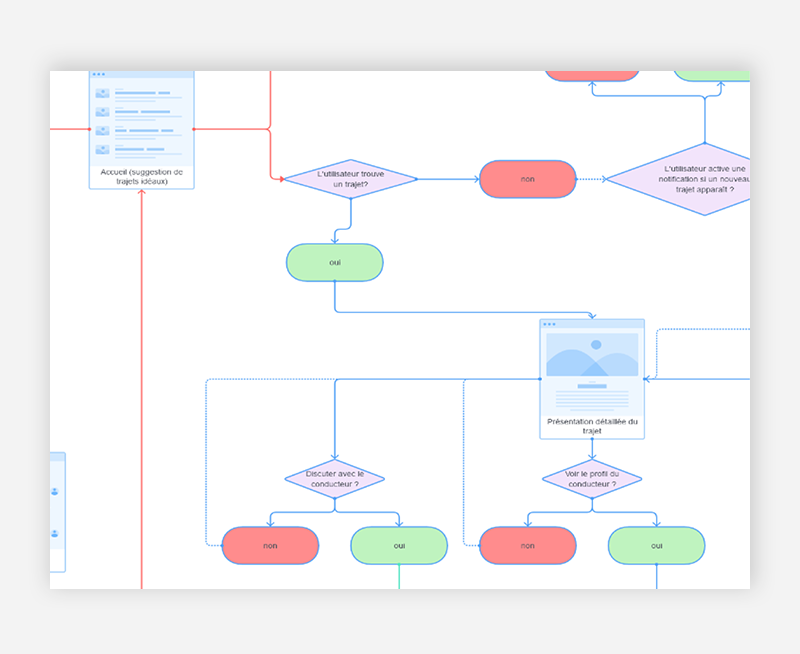 Accueil (suggestion de
trajets idéaux)
L'utilisateur trouve
un trajet?
non
L'utilisateur active une
notification si un nouveau
trajet apparaît ?
oui
Présentation détaillée du
trajet
Discuter avec le
conducteur ?
Voir le profil du
conducteur ?
non
oui
non
oui